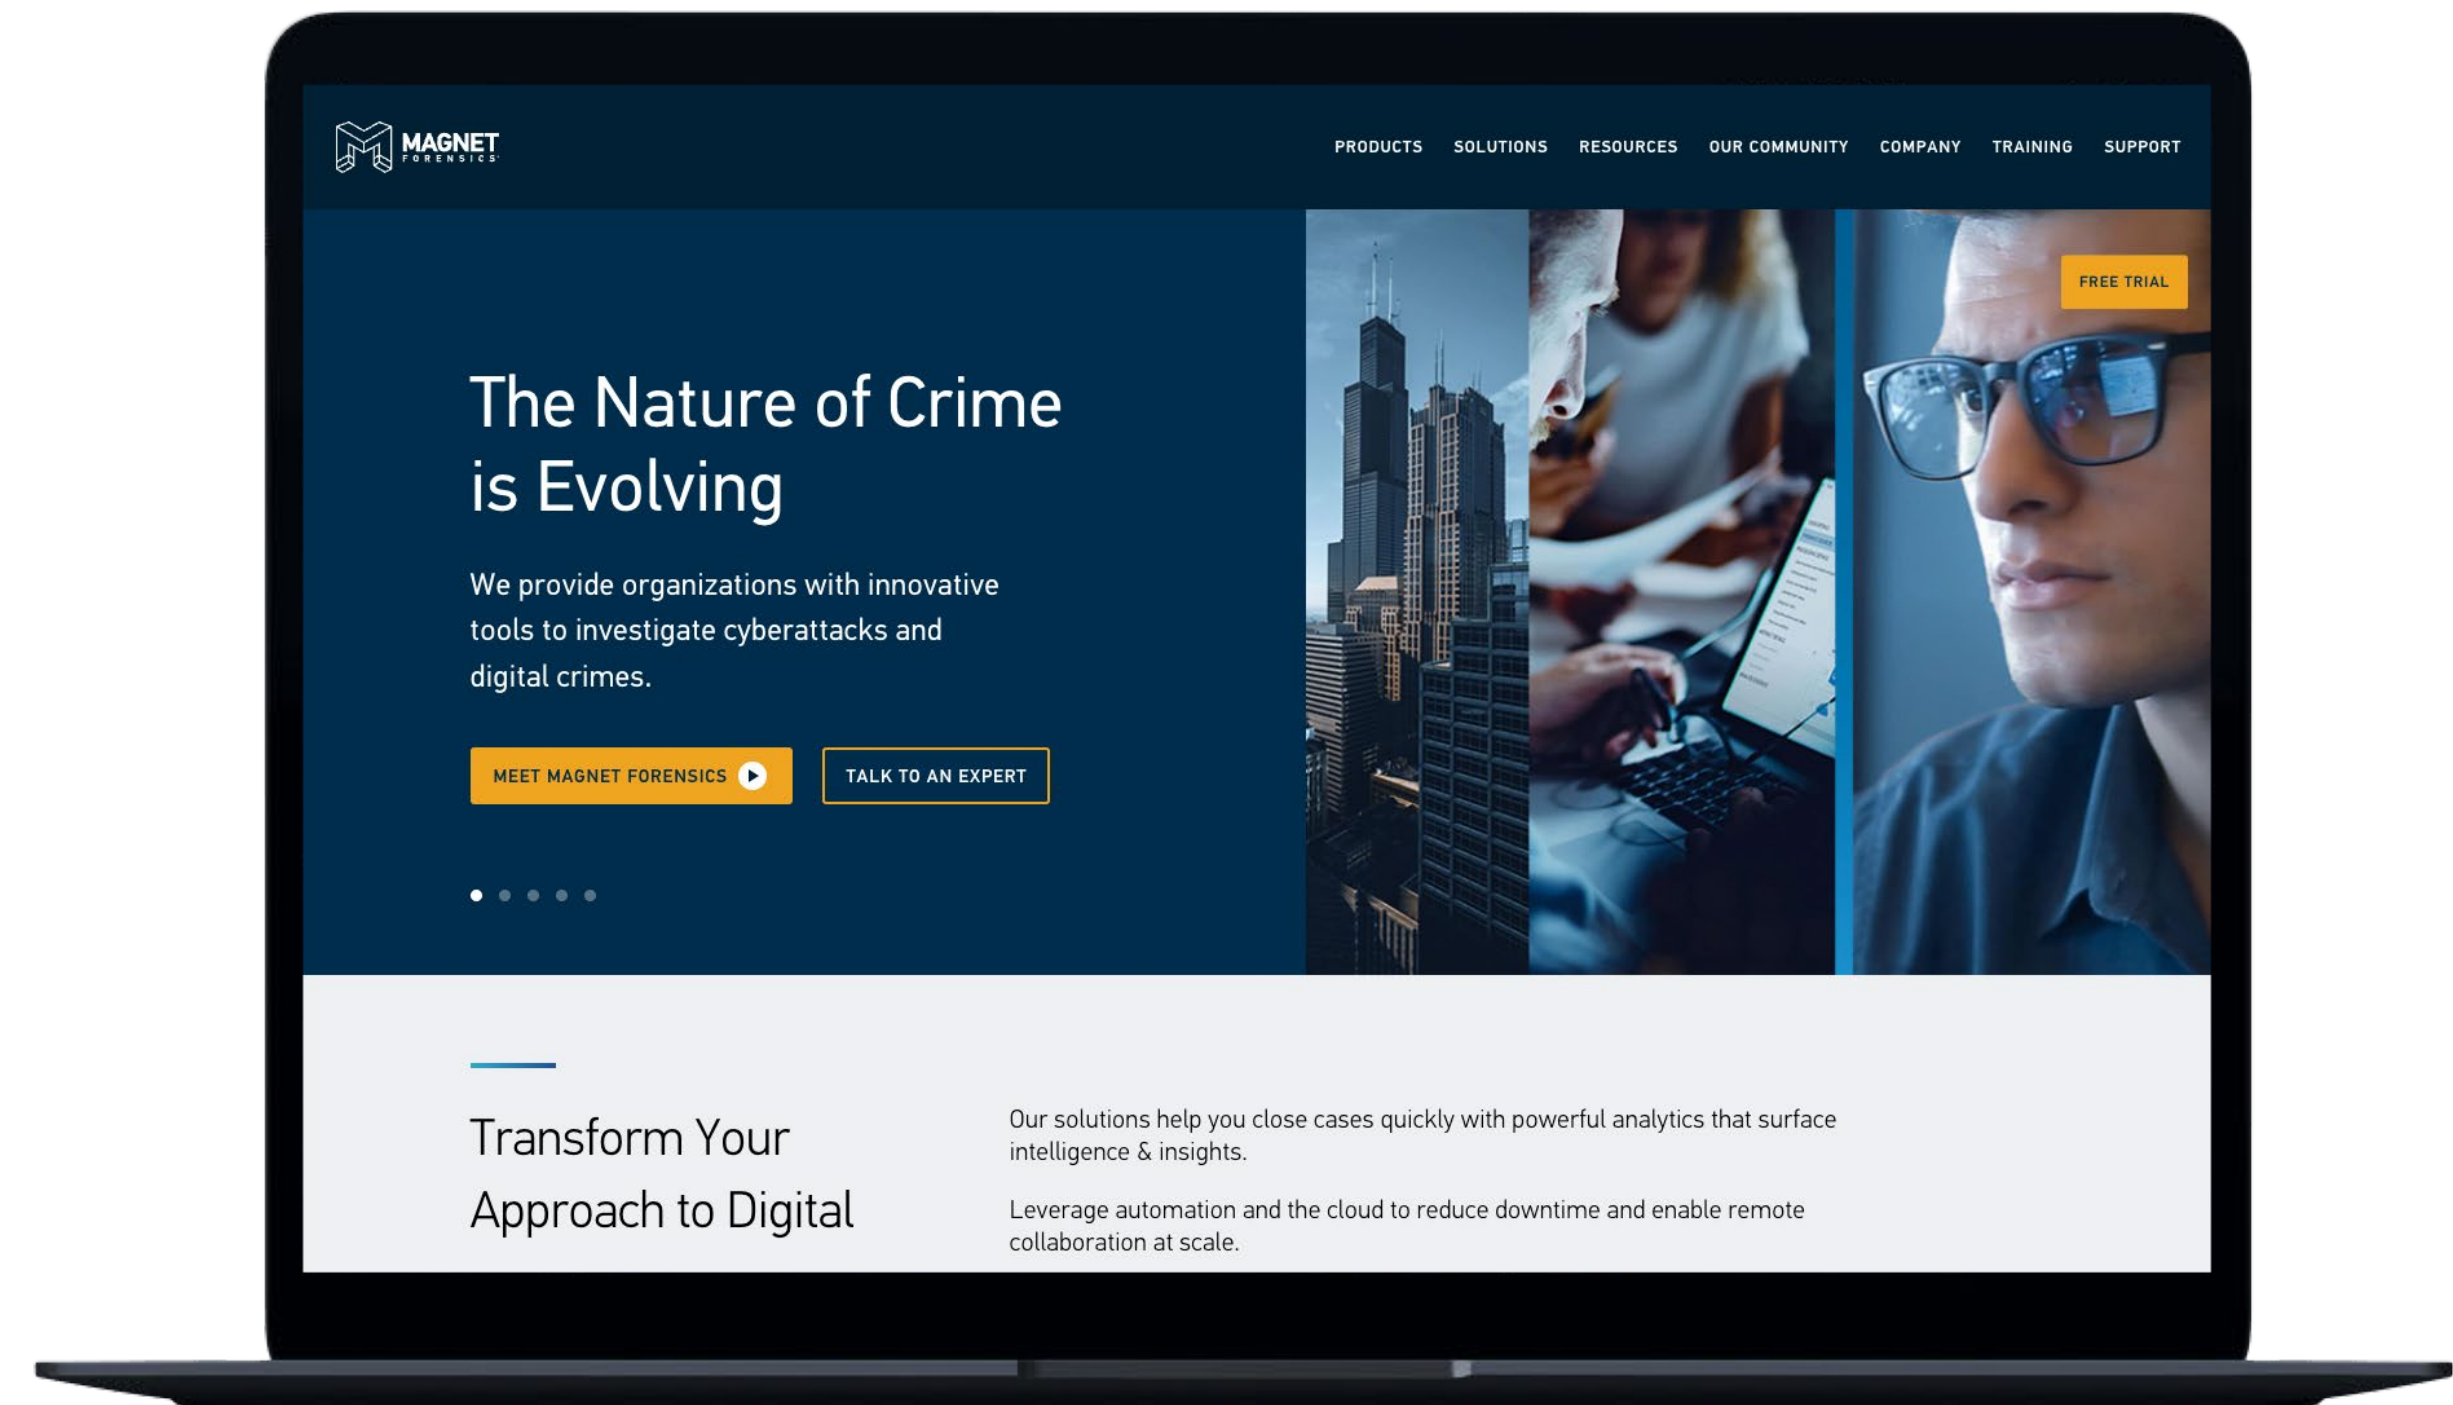 MAGNET
FORENSICS
PRODUCTS SOLUTIONS RESOURCES OUR COMMUNITY COMPANY TRAINING SUPPORT
FREE TRIAL
The Nature of Crime
is Evolving
We provide organizations with innovative
tools to investigate cyberattacks and
digital crimes.
MEET MAGNET FORENSICS
TALK TO AN EXPERT
Transform Your
Approach to Digital
Our solutions help you close cases quickly with powerful analytics that surface
intelligence & insights.
Leverage automation and the cloud to reduce downtime and enable remote
collaboration at scale.